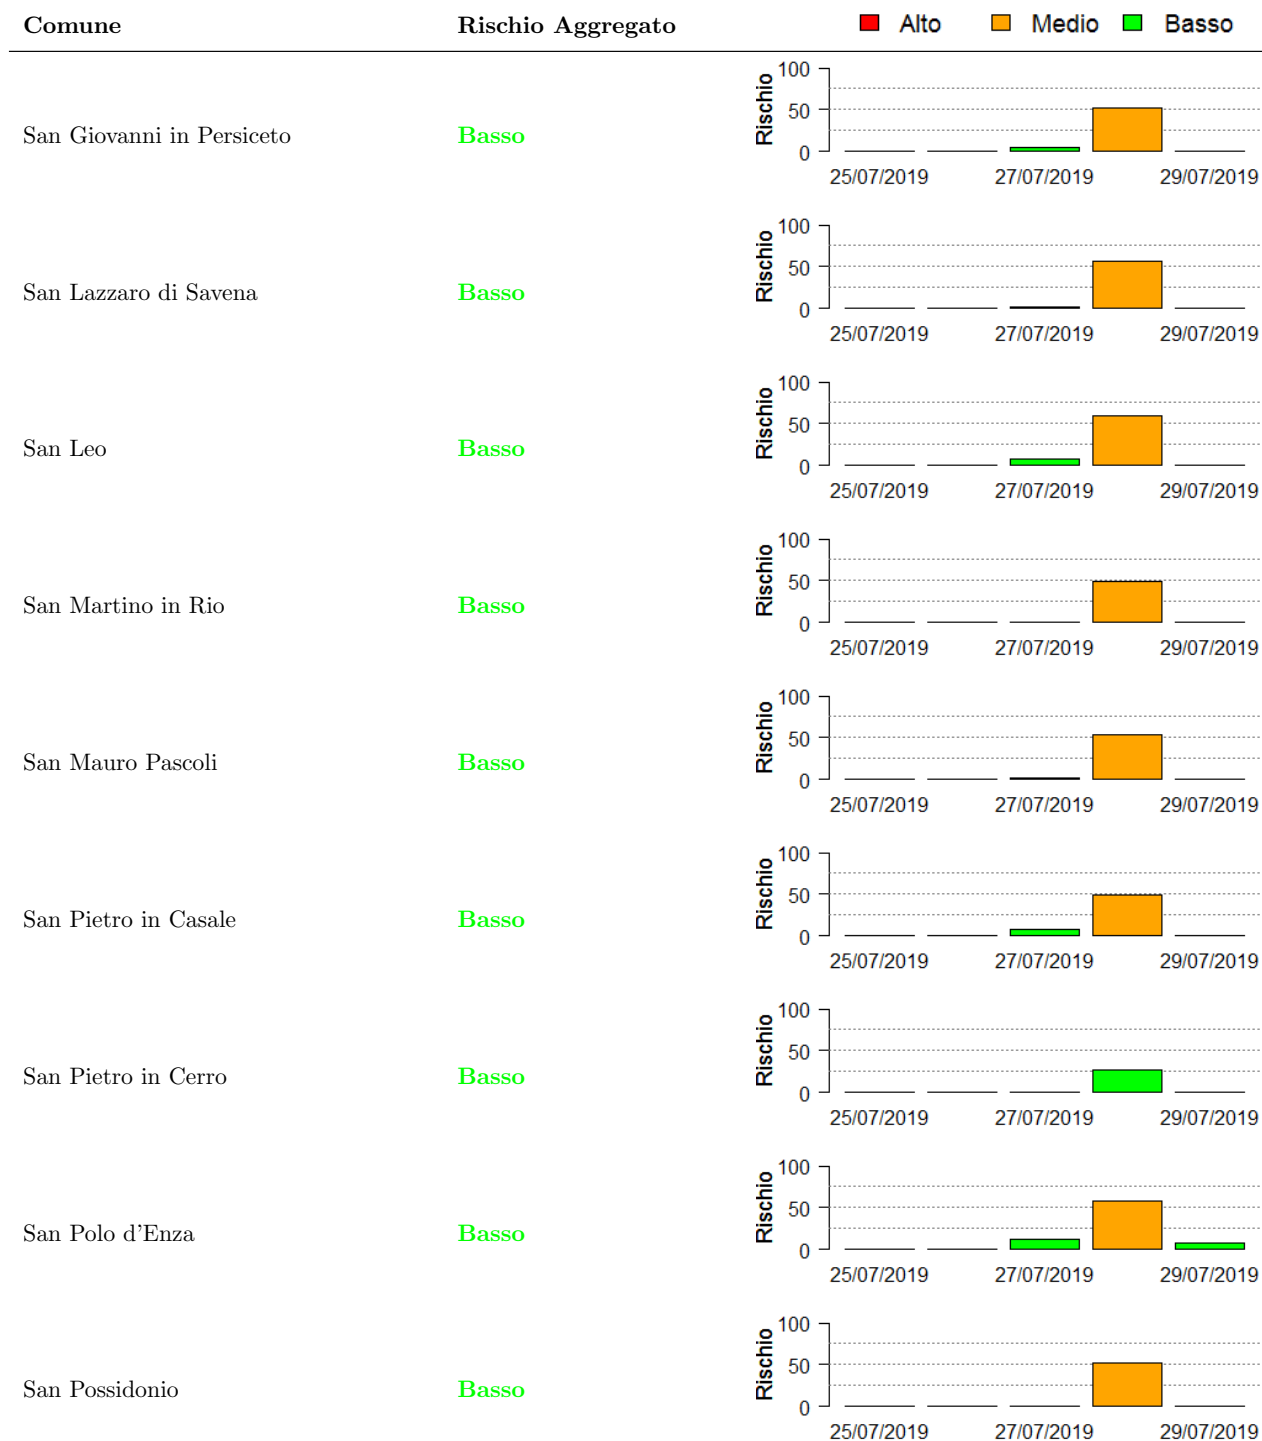 Comune Rischio Aggregato Alto Medio Basso
San Giovanni in Persiceto Basso Rischio 100 50 0
25/07/2019 27/07/2019 29/07/2019
San Lazzaro di Savena Basso Rischio 100 50 0
25/07/2019 27/07/2019 29/07/2019
San Leo Basso Rischio 100 50 0
25/07/2019 27/07/2019 29/07/2019
San Martino in Rio Basso Rischio 100 50 0
25/07/2019 27/07/2019 29/07/2019
San Mauro Pascoli Basso Rischio 100 50 0
25/07/2019 27/07/2019 29/07/2019
San Pietro in Casale Basso Rischio 100 50 0
25/07/2019 27/07/2019 29/07/2019
San Pietro in Cerro Basso Rischio 100 50 0
25/07/2019 27/07/2019 29/07/2019
San Polo d'Enza Basso Rischio 100 50 0
25/07/2019 27/07/2019 29/07/2019
San Possidonio Basso Rischio 100 50 0
25/07/2019 27/07/2019 29/07/2019